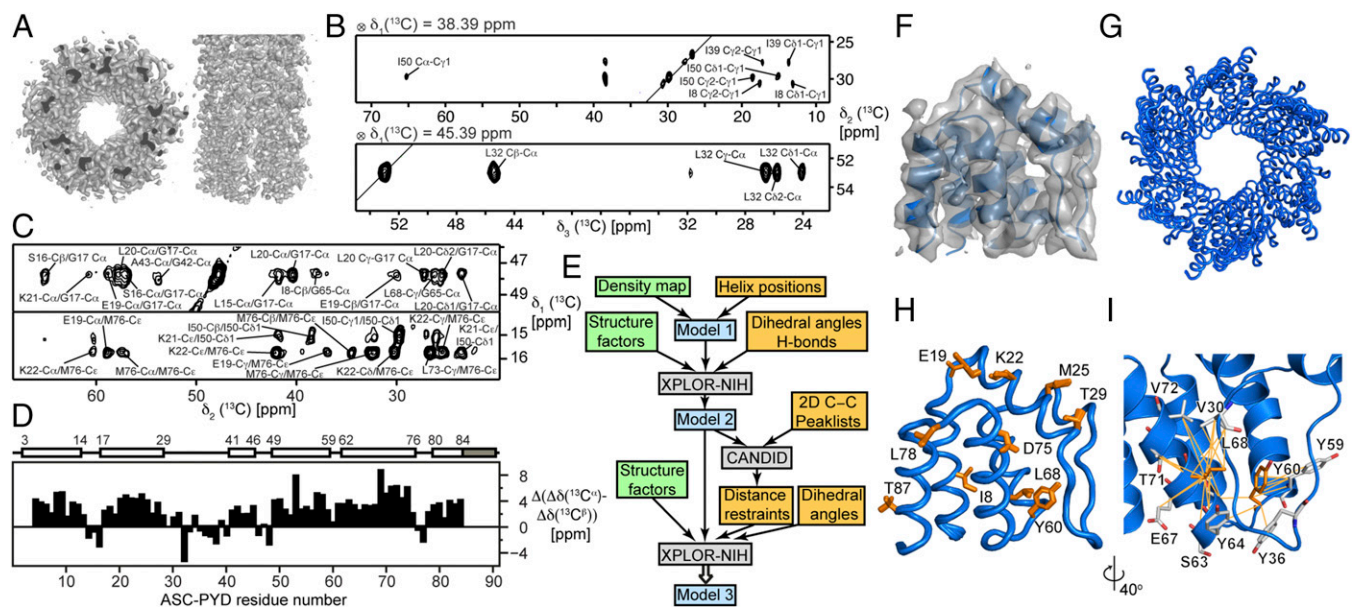 A
B
⊗ δ₁(¹³C) = 38.39 ppm
I50 Cα-Cγ1
I39 Cγ2-Cγ1
I39 Cδ1-Cγ1
I50 Cδ1-Cγ1
I50 Cγ2-Cγ1
I8 Cγ2-Cγ1
I8 Cδ1-Cγ1
25
30
35
70 60 50 40 30 20 10
δ₂ (¹³C)
[ppm]
⊗ δ₁(¹³C) = 45.39 ppm
L32 Cβ-Cα
L32 Cγ-Cα
L32 Cδ1-Cα
L32 Cδ2-Cα
52
54
52 48 44 32 28 24
δ₃ (¹³C) [ppm]
C
S16-Cβ/G17 Cα
L20-Cα/G17-Cα
A43-Cα/G42-Cα
L20-Cα/G17-Cα
L20 Cγ-G17 Cα
L20-Cδ2/G17-Cα
K21-Cα/G17-Cα
S16-Cα/G17-Cα
E19-Cα/G17-Cα
L15-Cα/G17-Cα
I8-Cβ/G65-Cα
E19-Cβ/G17-Cα
L68-Cγ/G65-Cα
L20-Cδ1/G17-Cα
47
49
δ₁ (¹³C)
[ppm]
E19-Cα/M76-Cε
M76-Cβ/M76-Cε
I50-Cβ/I50-Cδ1
K21-Cε/I50-Cδ1
I50-Cγ1/I50-Cδ1
K22-Cγ/M76-Cε
K21-Cε/
I50-Cδ1
K22-Cε/M76-Cε
E19-Cγ/M76-Cε
K22-Cα/M76-Cε
M76-Cα/M76-Cε
M76-Cγ/M76-Cε
K22-Cδ/M76-Cε
L73-Cγ/M76-Cε
15
16
60 50 40 30
δ₂ (¹³C) [ppm]
D
3 14 17 29 41 46 49 59 62 76 80 84
8
4
0
−4
Δ(Δδ(¹³Cᵅ)-
Δδ(¹³Cᵝ))
[ppm]
10 20 30 40 50 60 70 80 90
ASC-PYD residue number
E
Density map
Helix positions
Structure
factors
Model 1
Dihedral angles
H-bonds
XPLOR-NIH
Model 2
2D C–C
Peaklists
CANDID
Structure
factors
Distance
restraints
Dihedral
angles
XPLOR-NIH
Model 3
F
G
H
E19
K22
M25
T29
L78
D75
L68
T87
I8
Y60
I
V72
V30
L68
Y59
Y60
T71
E67
S63
Y64
Y36
40°